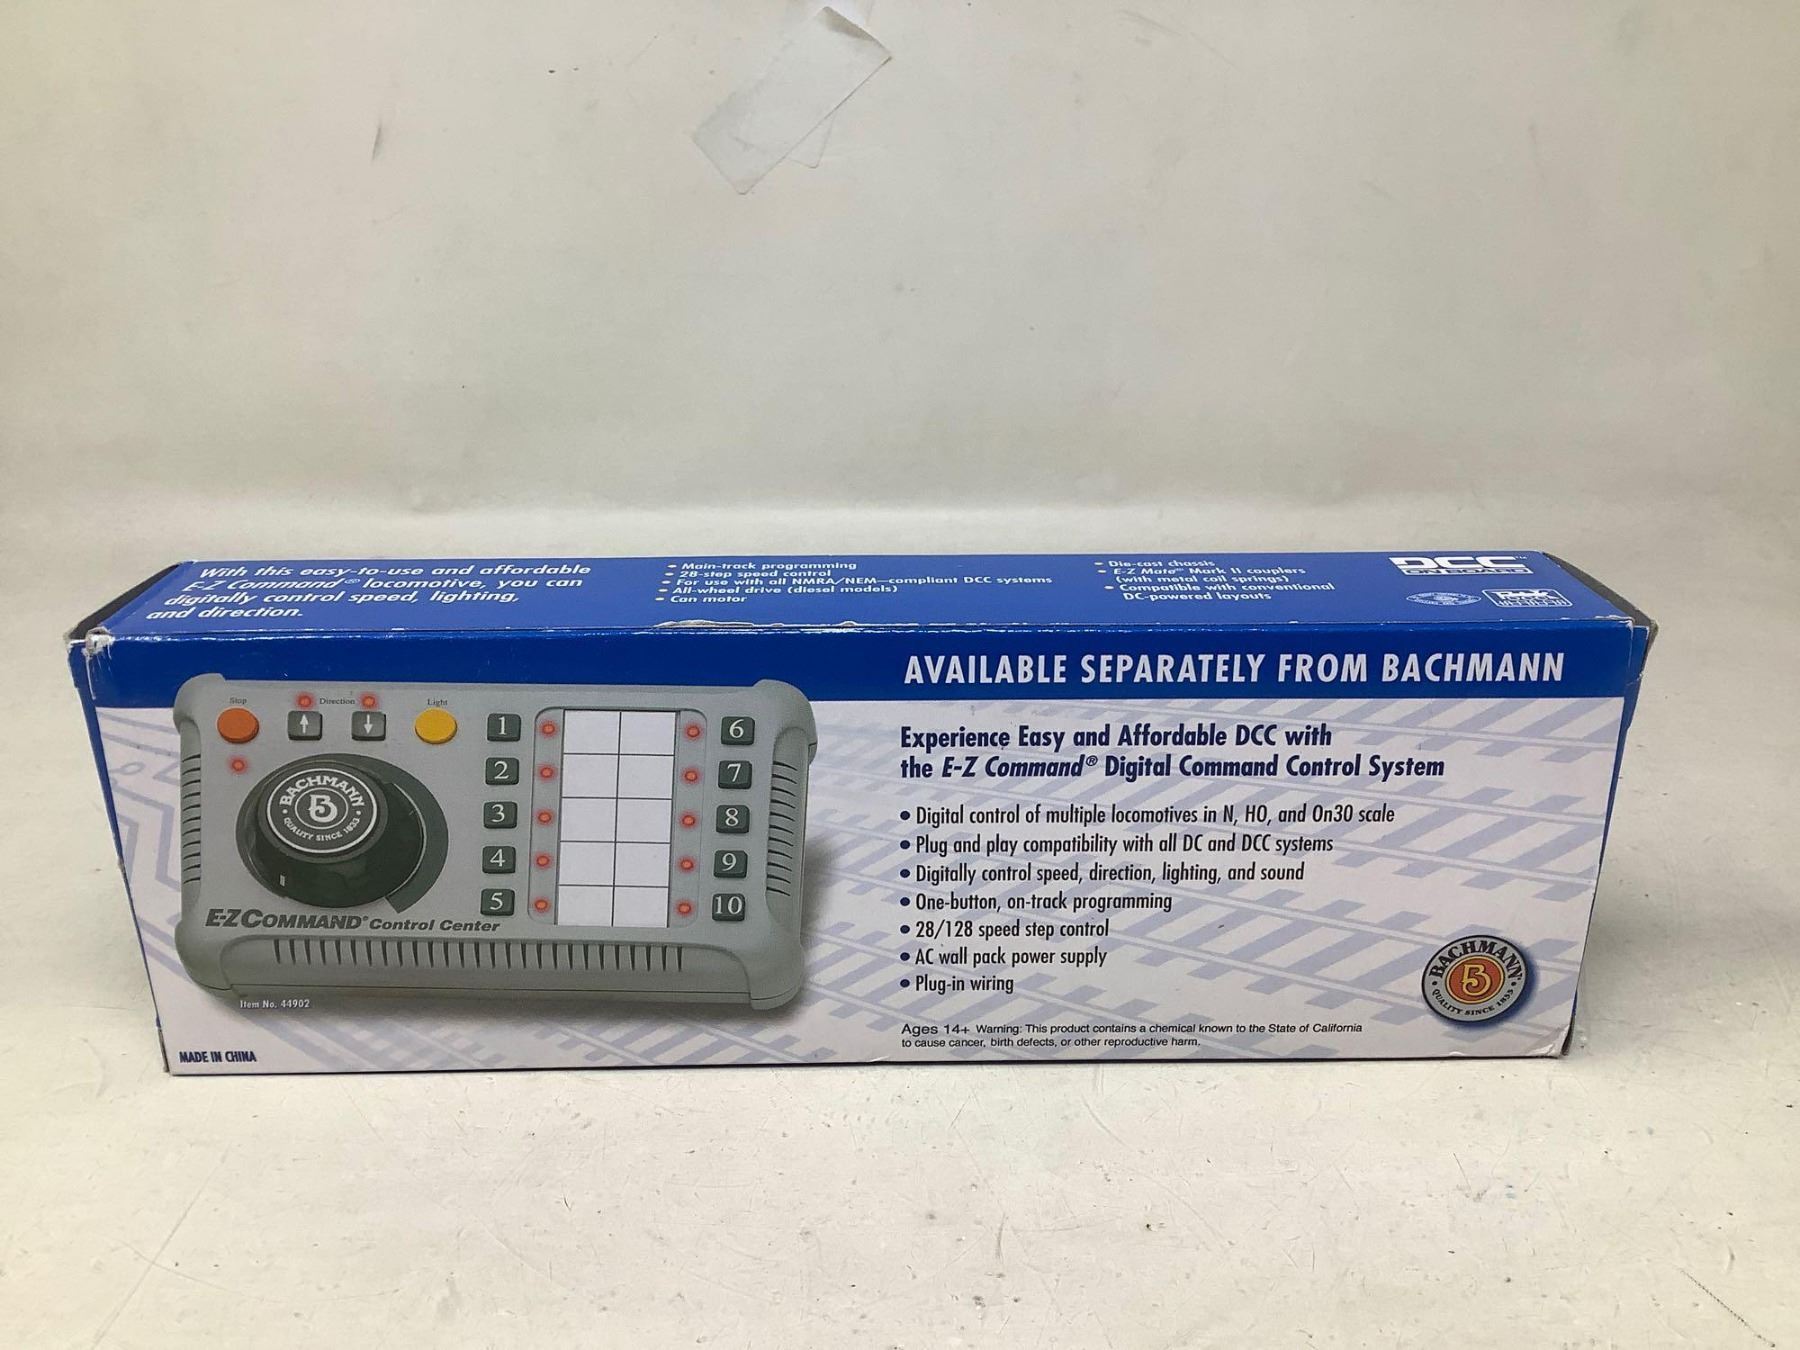 With this easy-to-use and affordable
E-Z Command® locomotive, you can
digitally control speed, lighting,
and direction.
• Main-track programming
• 28-step speed control
• For use with all NMRA/NEM–compliant DCC systems
• All-wheel drive (diesel models)
• Can motor
• Die-cast chassis
• E-Z Mate® Mark II couplers
(with metal coil springs)
• Compatible with conventional
DC-powered layouts
DCC™
ON BOARD
AVAILABLE SEPARATELY FROM BACHMANN
Stop
Direction
Light
1
2
3
4
5
6
7
8
9
10
BACHMANN
B
QUALITY SINCE 1833
E-Z COMMAND® Control Center
Item No. 44902
MADE IN CHINA
Experience Easy and Affordable DCC with
the E-Z Command® Digital Command Control System
• Digital control of multiple locomotives in N, HO, and On30 scale
• Plug and play compatibility with all DC and DCC systems
• Digitally control speed, direction, lighting, and sound
• One-button, on-track programming
• 28/128 speed step control
• AC wall pack power supply
• Plug-in wiring
Ages 14+ Warning: This product contains a chemical known to the State of California
to cause cancer, birth defects, or other reproductive harm.
BACHMANN
B
QUALITY SINCE 1833